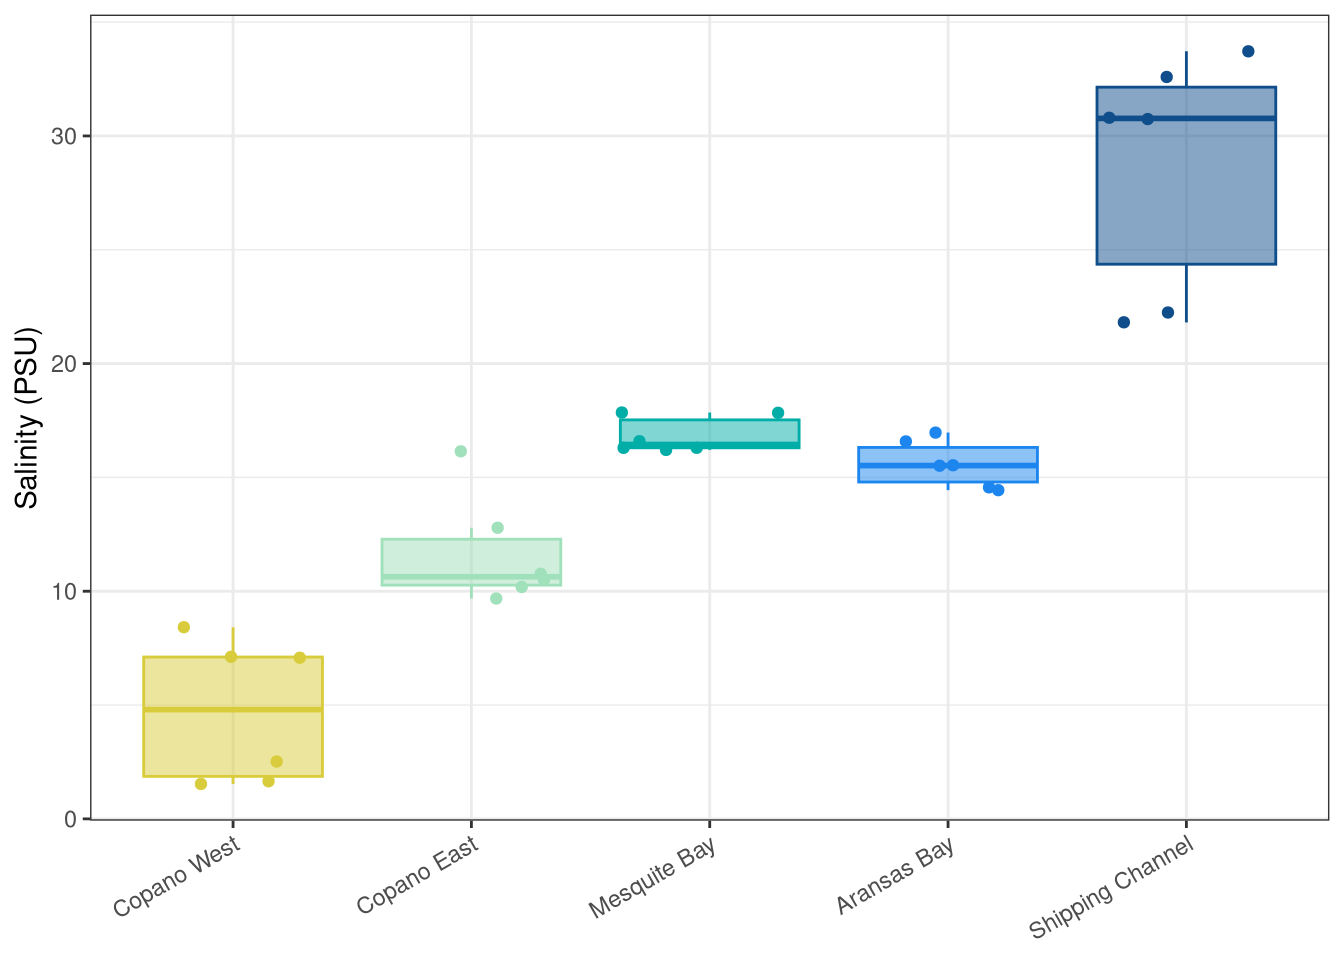 Salinity (PSU)
30
20
10
0
Copano West
Copano East
Mesquite Bay
Aransas Bay
Shipping Channel